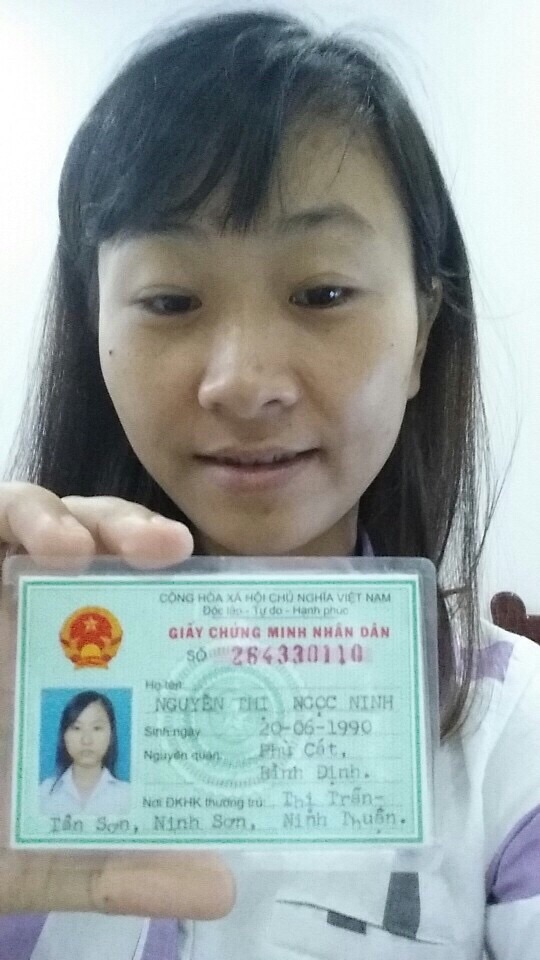 CỘNG HÒA XÃ HỘI CHỦ NGHĨA VIỆT NAM
Độc lập - Tự do - Hạnh phúc
GIẤY CHỨNG MINH NHÂN DÂN
SỐ 264330110
Họ tên
NGUYỄN THỊ NGỌC NINH
Sinh ngày 20-06-1990
Nguyên quán: Phù Cát,
Bình Định.
Nơi ĐKHK thường trú: Thị Trấn-
Tân Sơn, Ninh Sơn, Ninh Thuận.